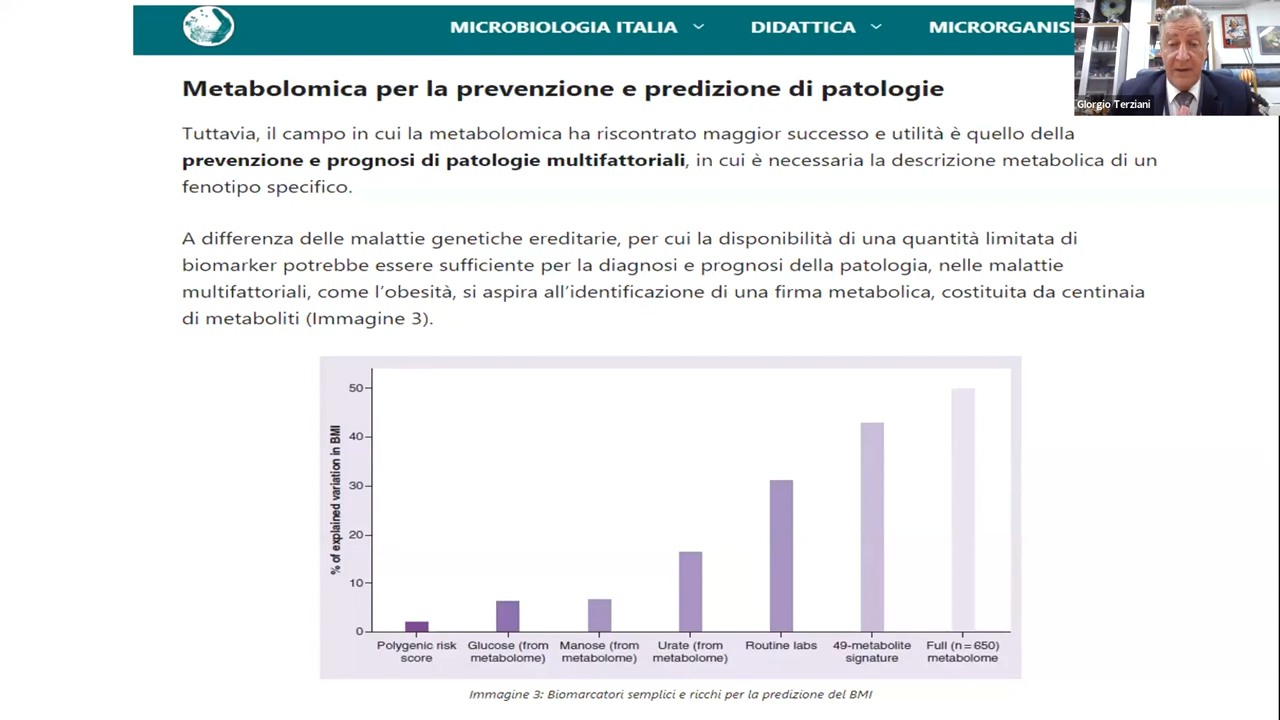 MICROBIOLOGIA ITALIA DIDATTICA MICRORGANIS
Giorgio Terziani
Metabolomica per la prevenzione e predizione di patologie
Tuttavia, il campo in cui la metabolomica ha riscontrato maggior successo e utilità è quello della
prevenzione e prognosi di patologie multifattoriali, in cui è necessaria la descrizione metabolica di un
fenotipo specifico.
A differenza delle malattie genetiche ereditarie, per cui la disponibilità di una quantità limitata di
biomarker potrebbe essere sufficiente per la diagnosi e prognosi della patologia, nelle malattie
multifattoriali, come l'obesità, si aspira all'identificazione di una firma metabolica, costituita da centinaia
di metaboliti (Immagine 3).
% of explained variation in BMI
50
40
30
20
10
0
Polygenic risk score
Glucose (from metabolome)
Manose (from metabolome)
Urate (from metabolome)
Routine labs
49-metabolite signature
Full (n = 650) metabolome
Immagine 3: Biomarcatori semplici e ricchi per la predizione del BMI